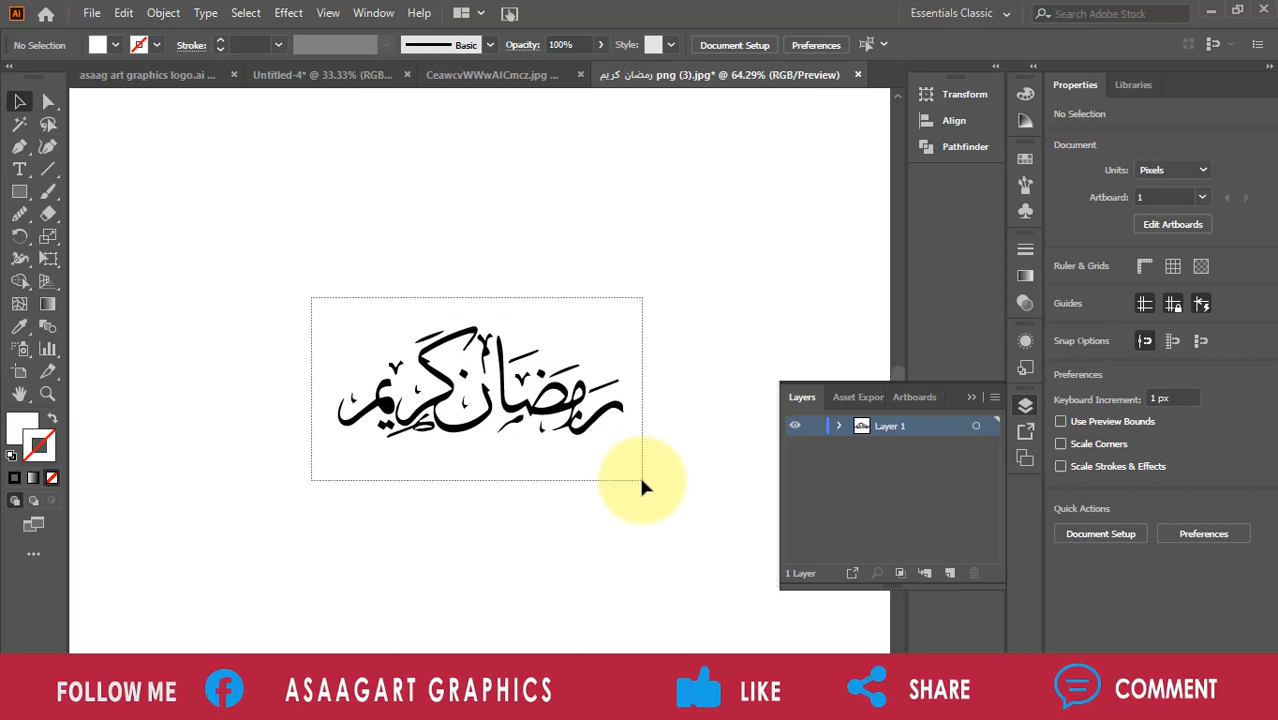 File Edit Object Type Select Effect View Window Help
Essentials Classic
Search Adobe Stock
No Selection
Stroke:
Basic
Opacity: 100%
Style:
Document Setup
Preferences
asaag art graphics logo.ai ...
Untitled-4* @ 33.33% (RGB...
CeawcvWWwAICmcz.jpg ...
رمضان كريم png (3).jpg* @ 64.29% (RGB/Preview)
Transform
Align
Pathfinder
Properties
Libraries
No Selection
Document
Units: Pixels
Artboard: 1
Edit Artboards
Ruler & Grids
Guides
Snap Options
Preferences
Keyboard Increment: 1 px
Use Preview Bounds
Scale Corners
Scale Strokes & Effects
Quick Actions
Document Setup
Preferences
رَمَضَان كَرِيم
Layers
Asset Expor
Artboards
Layer 1
1 Layer
FOLLOW ME
ASAAGART GRAPHICS
LIKE
SHARE
COMMENT